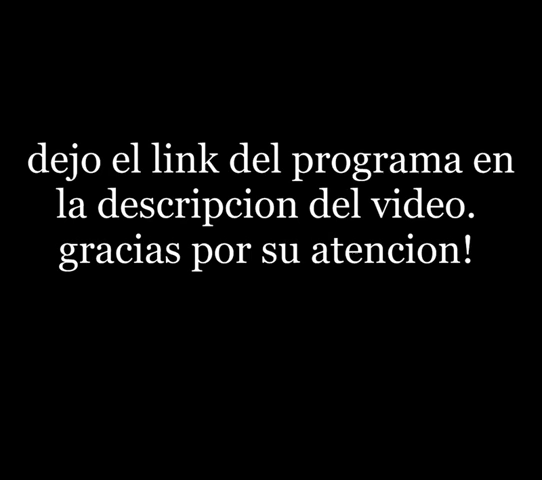 dejo el link del programa en
la descripcion del video.
gracias por su atencion!